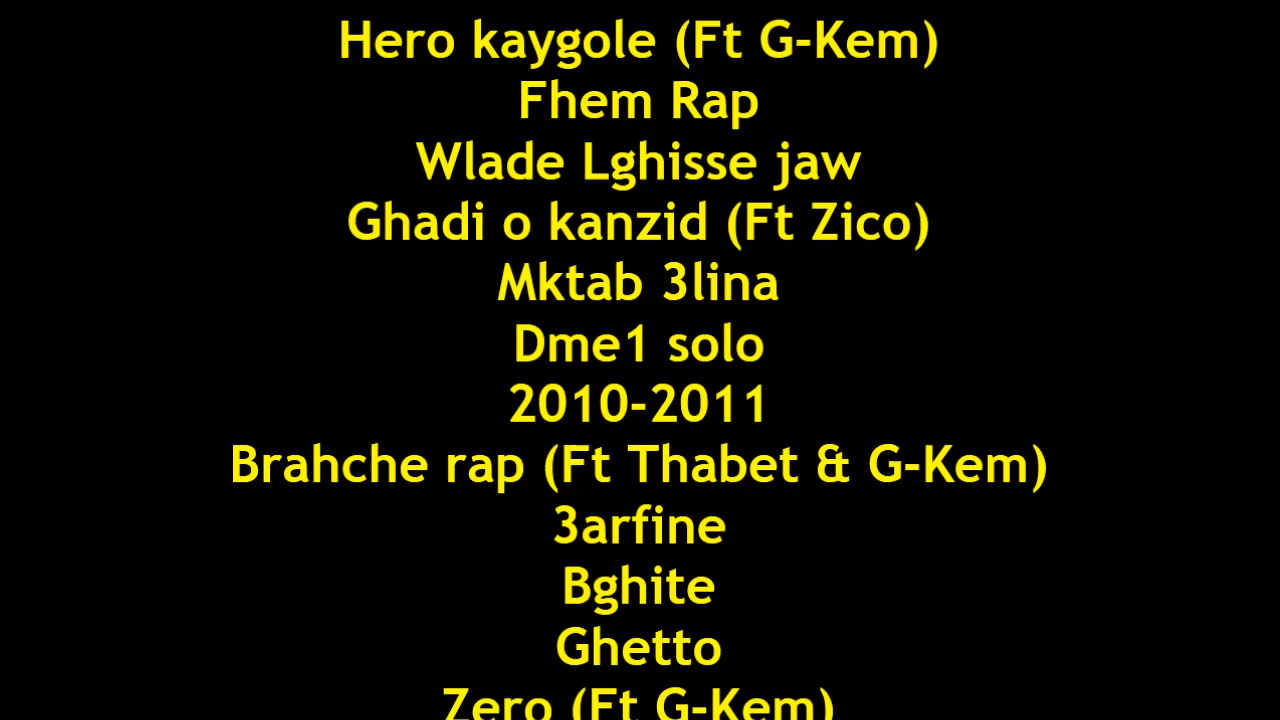 Hero kaygole (Ft G-Kem)
Fhem Rap
Wlade Lghisse jaw
Ghadi o kanzid (Ft Zico)
Mktab 3lina
Dme1 solo
2010-2011
Brahche rap (Ft Thabet & G-Kem)
3arfine
Bghite
Ghetto
Zero (Ft G-Kem)